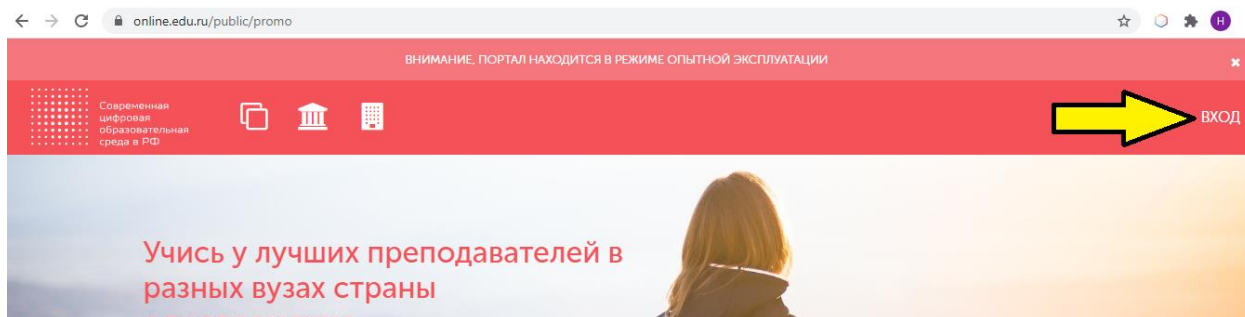 online.edu.ru/public/promo
Н
ВНИМАНИЕ, ПОРТАЛ НАХОДИТСЯ В РЕЖИМЕ ОПЫТНОЙ ЭКСПЛУАТАЦИИ
Современная
цифровая
образовательная
среда в РФ
ВХОД
Учись у лучших преподавателей в
разных вузах страны